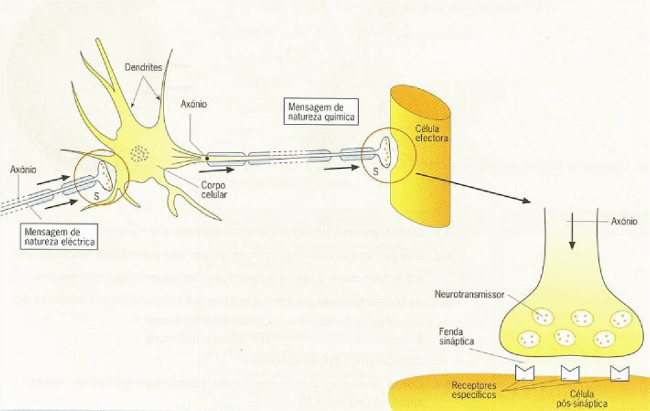 Dendrites
Axónio
Mensagem de
natureza química
Célula
efectora
Axónio
S
Corpo
celular
S
Mensagem de
natureza eléctrica
Axónio
Neurotransmissor
Fenda
sináptica
Receptores
específicos
Célula
pós-sináptica